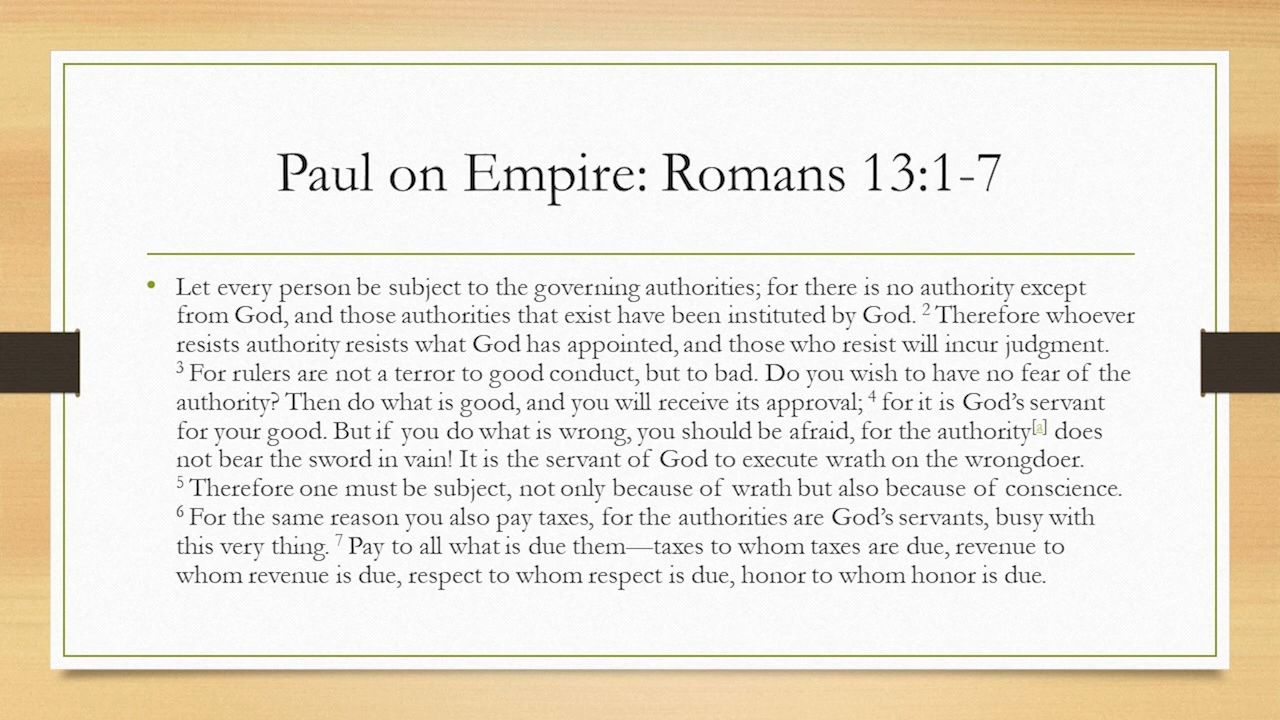 Paul on Empire: Romans 13:1-7
• Let every person be subject to the governing authorities; for there is no authority except
from God, and those authorities that exist have been instituted by God. 2 Therefore whoever
resists authority resists what God has appointed, and those who resist will incur judgment.
3 For rulers are not a terror to good conduct, but to bad. Do you wish to have no fear of the
authority? Then do what is good, and you will receive its approval; 4 for it is God’s servant
for your good. But if you do what is wrong, you should be afraid, for the authority[a] does
not bear the sword in vain! It is the servant of God to execute wrath on the wrongdoer.
5 Therefore one must be subject, not only because of wrath but also because of conscience.
6 For the same reason you also pay taxes, for the authorities are God’s servants, busy with
this very thing. 7 Pay to all what is due them—taxes to whom taxes are due, revenue to
whom revenue is due, respect to whom respect is due, honor to whom honor is due.